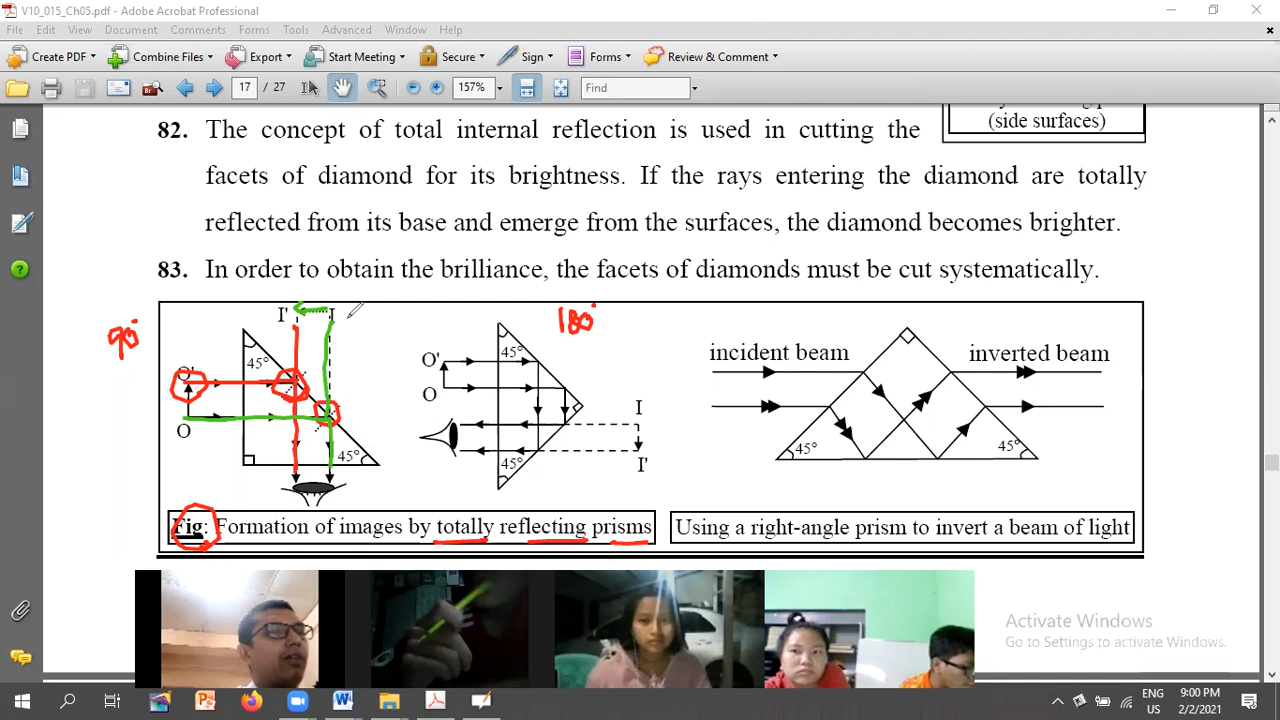 V10_015_Ch05.pdf - Adobe Acrobat Professional
File Edit View Document Comments Forms Tools Advanced Window Help
Create PDF Combine Files Export Start Meeting Secure Sign Forms Review & Comment
17 / 27 157% Find
(side surfaces)
82. The concept of total internal reflection is used in cutting the
facets of diamond for its brightness. If the rays entering the diamond are totally
reflected from its base and emerge from the surfaces, the diamond becomes brighter.
83. In order to obtain the brilliance, the facets of diamonds must be cut systematically.
90°
I' I
45°
O'
O
45°
180°
45°
O'
O
I
I'
45°
incident beam inverted beam
45° 45°
Fig: Formation of images by totally reflecting prisms
Using a right-angle prism to invert a beam of light
Activate Windows
Go to Settings to activate Windows.
ENG
US
9:00 PM
2/2/2021